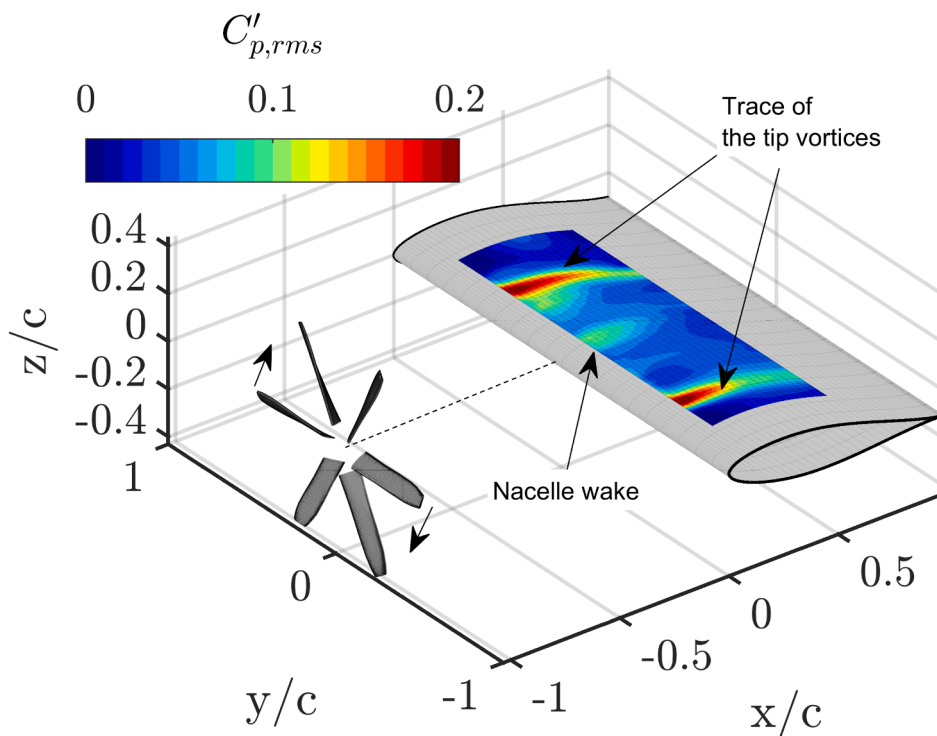 C′p,rms
0 0.1 0.2
Trace of
the tip vortices
0.4
0.2
0
-0.2
-0.4
z/c
1
0
-1
y/c
Nacelle wake
-1
-0.5
0
0.5
x/c